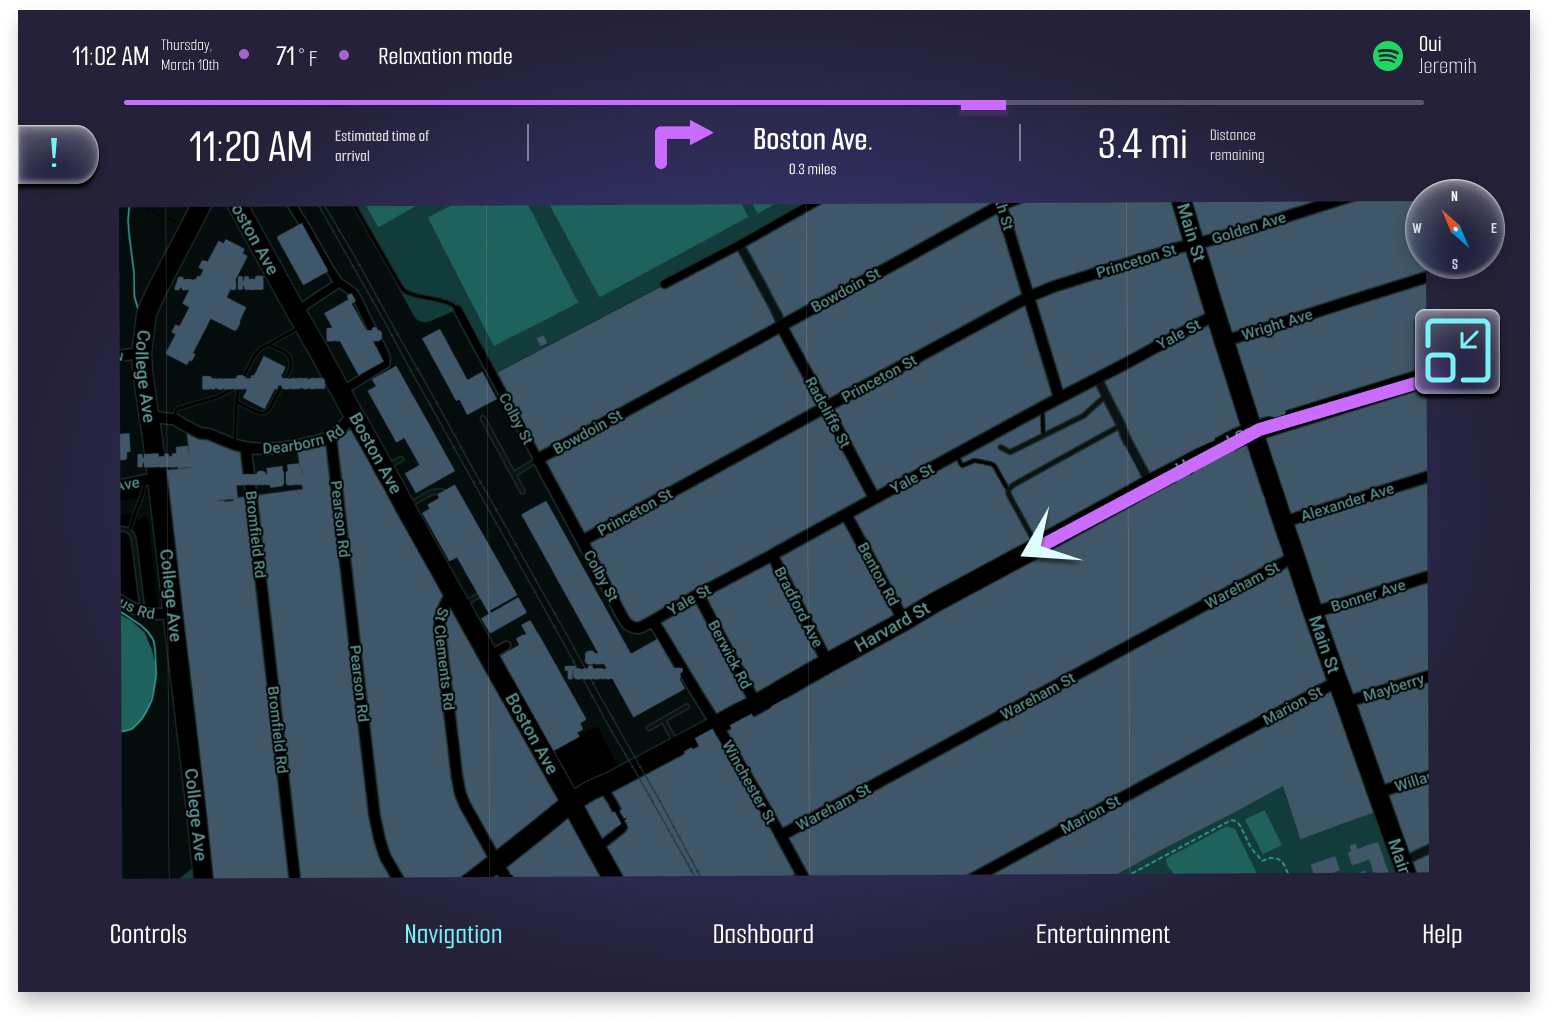 11:02 AM
Thursday,
March 10th
71° F
Relaxation mode
Oui
Jeremih
!
11:20 AM
Estimated time of
arrival
Boston Ave.
0.3 miles
3.4 mi
Distance
remaining
N
W
E
S
Boston Ave
Main St
Golden Ave
Princeton St
Bowdoin St
Wright Ave
Yale St
College Ave
Radcliffe St
Princeton St
Colby St
Bowdoin St
Boston Ave
Dearborn Rd
Yale St
Ave
Bromfield Rd
Pearson Rd
Princeton St
Alexander Ave
College Ave
Colby St
Benton Rd
Bradford Ave
Wareham St
Bonner Ave
Yale St
us Rd
St Clements Rd
Berwick Rd
Harvard St
Main St
Bromfield Rd
Pearson Rd
Boston Ave
Wareham St
Marion St
Mayberry
Winchester St
College Ave
Wareham St
Marion St
Willa
Main
Controls
Navigation
Dashboard
Entertainment
Help